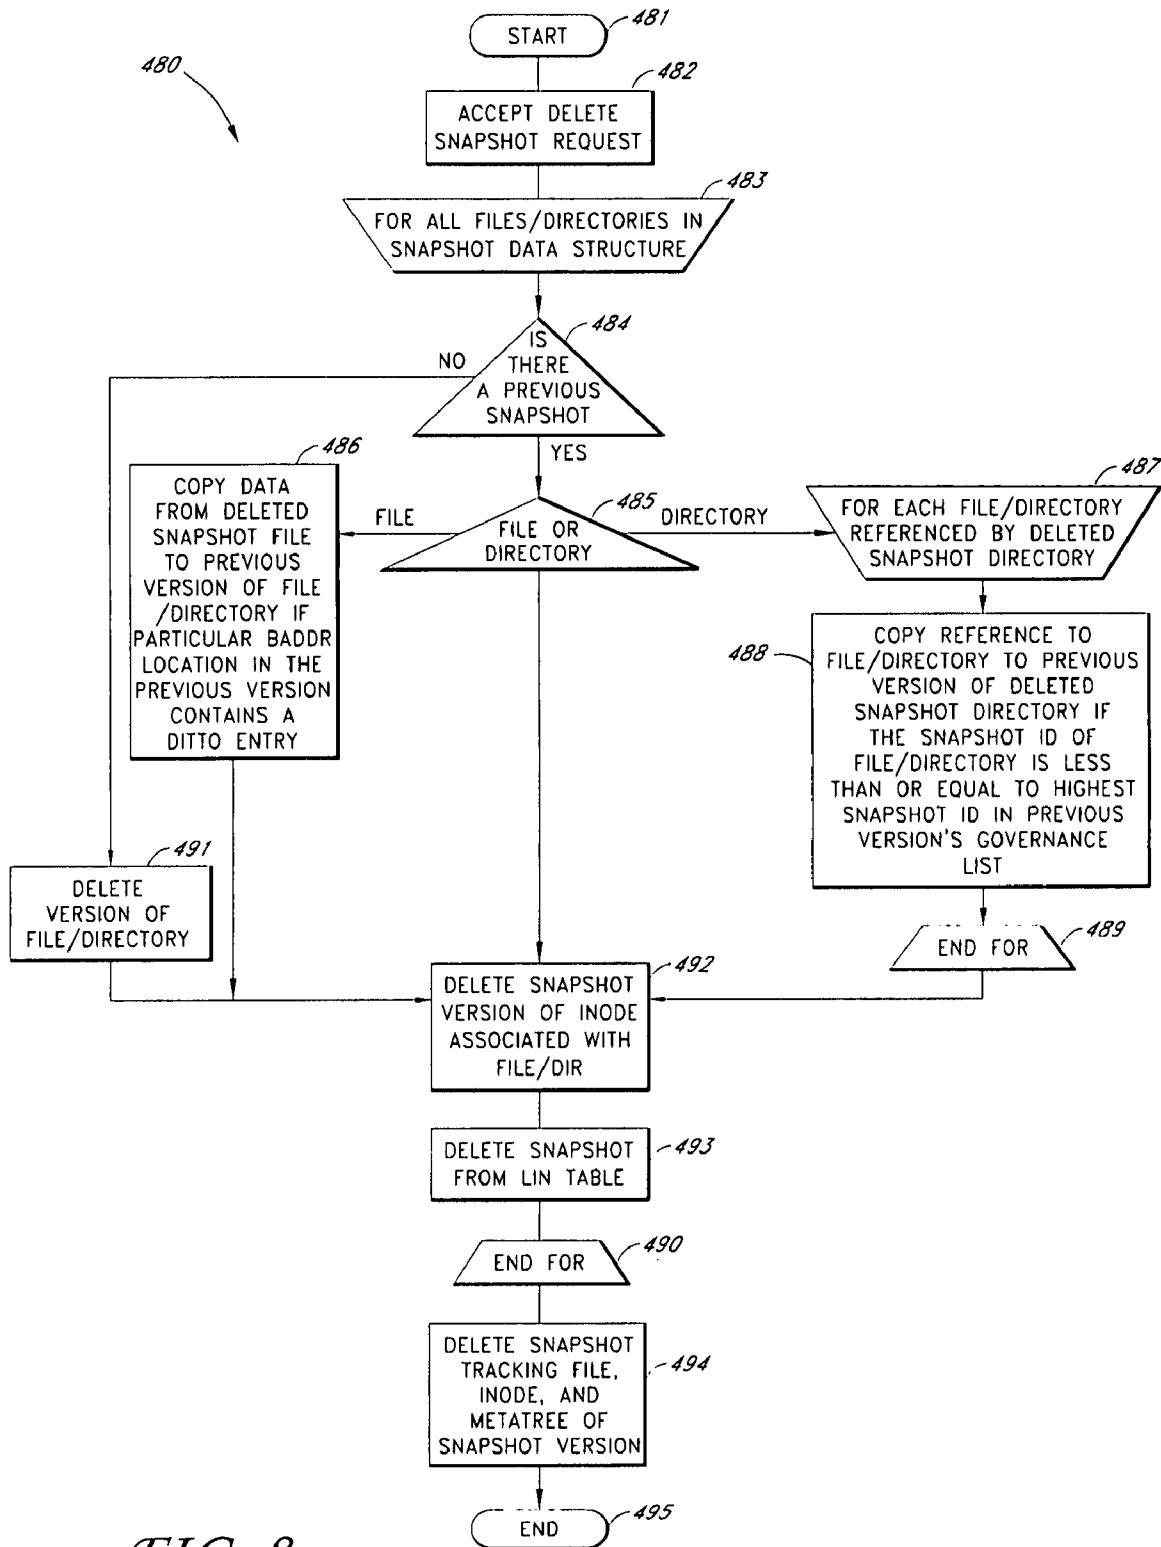 481
START
480
482
ACCEPT DELETE
SNAPSHOT REQUEST
483
FOR ALL FILES/DIRECTORIES IN
SNAPSHOT DATA STRUCTURE
484
IS
THERE
A PREVIOUS
SNAPSHOT
NO
YES
486
COPY DATA
FROM DELETED
SNAPSHOT FILE
TO PREVIOUS
VERSION OF FILE
/DIRECTORY IF
PARTICULAR BADDR
LOCATION IN THE
PREVIOUS VERSION
CONTAINS A
DITTO ENTRY
FILE
485
FILE OR
DIRECTORY
DIRECTORY
487
FOR EACH FILE/DIRECTORY
REFERENCED BY DELETED
SNAPSHOT DIRECTORY
488
COPY REFERENCE TO
FILE/DIRECTORY TO PREVIOUS
VERSION OF DELETED
SNAPSHOT DIRECTORY IF
THE SNAPSHOT ID OF
FILE/DIRECTORY IS LESS
THAN OR EQUAL TO HIGHEST
SNAPSHOT ID IN PREVIOUS
VERSION'S GOVERNANCE
LIST
491
DELETE
VERSION OF
FILE/DIRECTORY
489
END FOR
492
DELETE SNAPSHOT
VERSION OF INODE
ASSOCIATED WITH
FILE/DIR
493
DELETE SNAPSHOT
FROM LIN TABLE
490
END FOR
494
DELETE SNAPSHOT
TRACKING FILE,
INODE, AND
METATREE OF
SNAPSHOT VERSION
495
END
FIG. 8